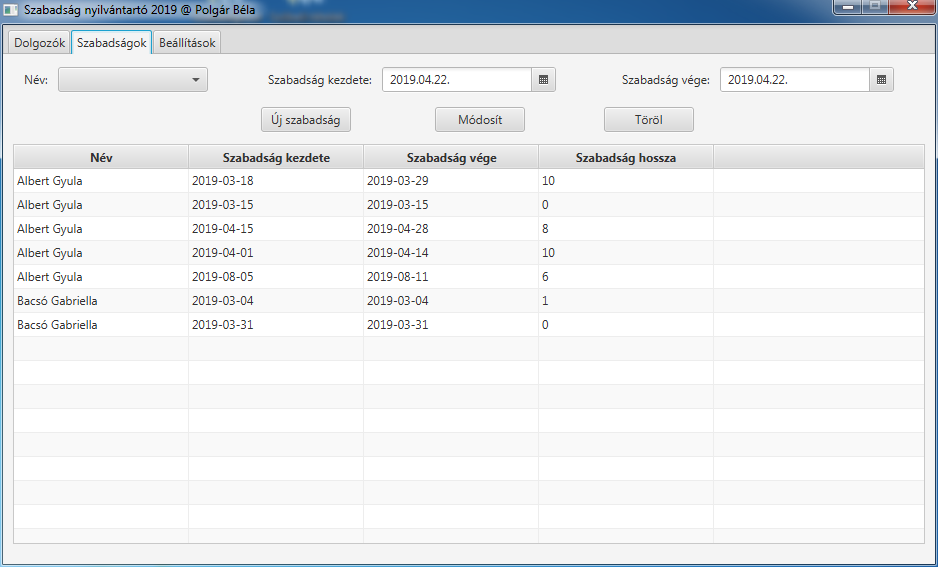 Szabadság nyilvántartó 2019 @ Polgár Béla
Dolgozók Szabadságok Beállítások
Név: Szabadság kezdete: 2019.04.22. Szabadság vége: 2019.04.22.
Új szabadság Módosít Töröl
Név Szabadság kezdete Szabadság vége Szabadság hossza
Albert Gyula 2019-03-18 2019-03-29 10
Albert Gyula 2019-03-15 2019-03-15 0
Albert Gyula 2019-04-15 2019-04-28 8
Albert Gyula 2019-04-01 2019-04-14 10
Albert Gyula 2019-08-05 2019-08-11 6
Bacsó Gabriella 2019-03-04 2019-03-04 1
Bacsó Gabriella 2019-03-31 2019-03-31 0